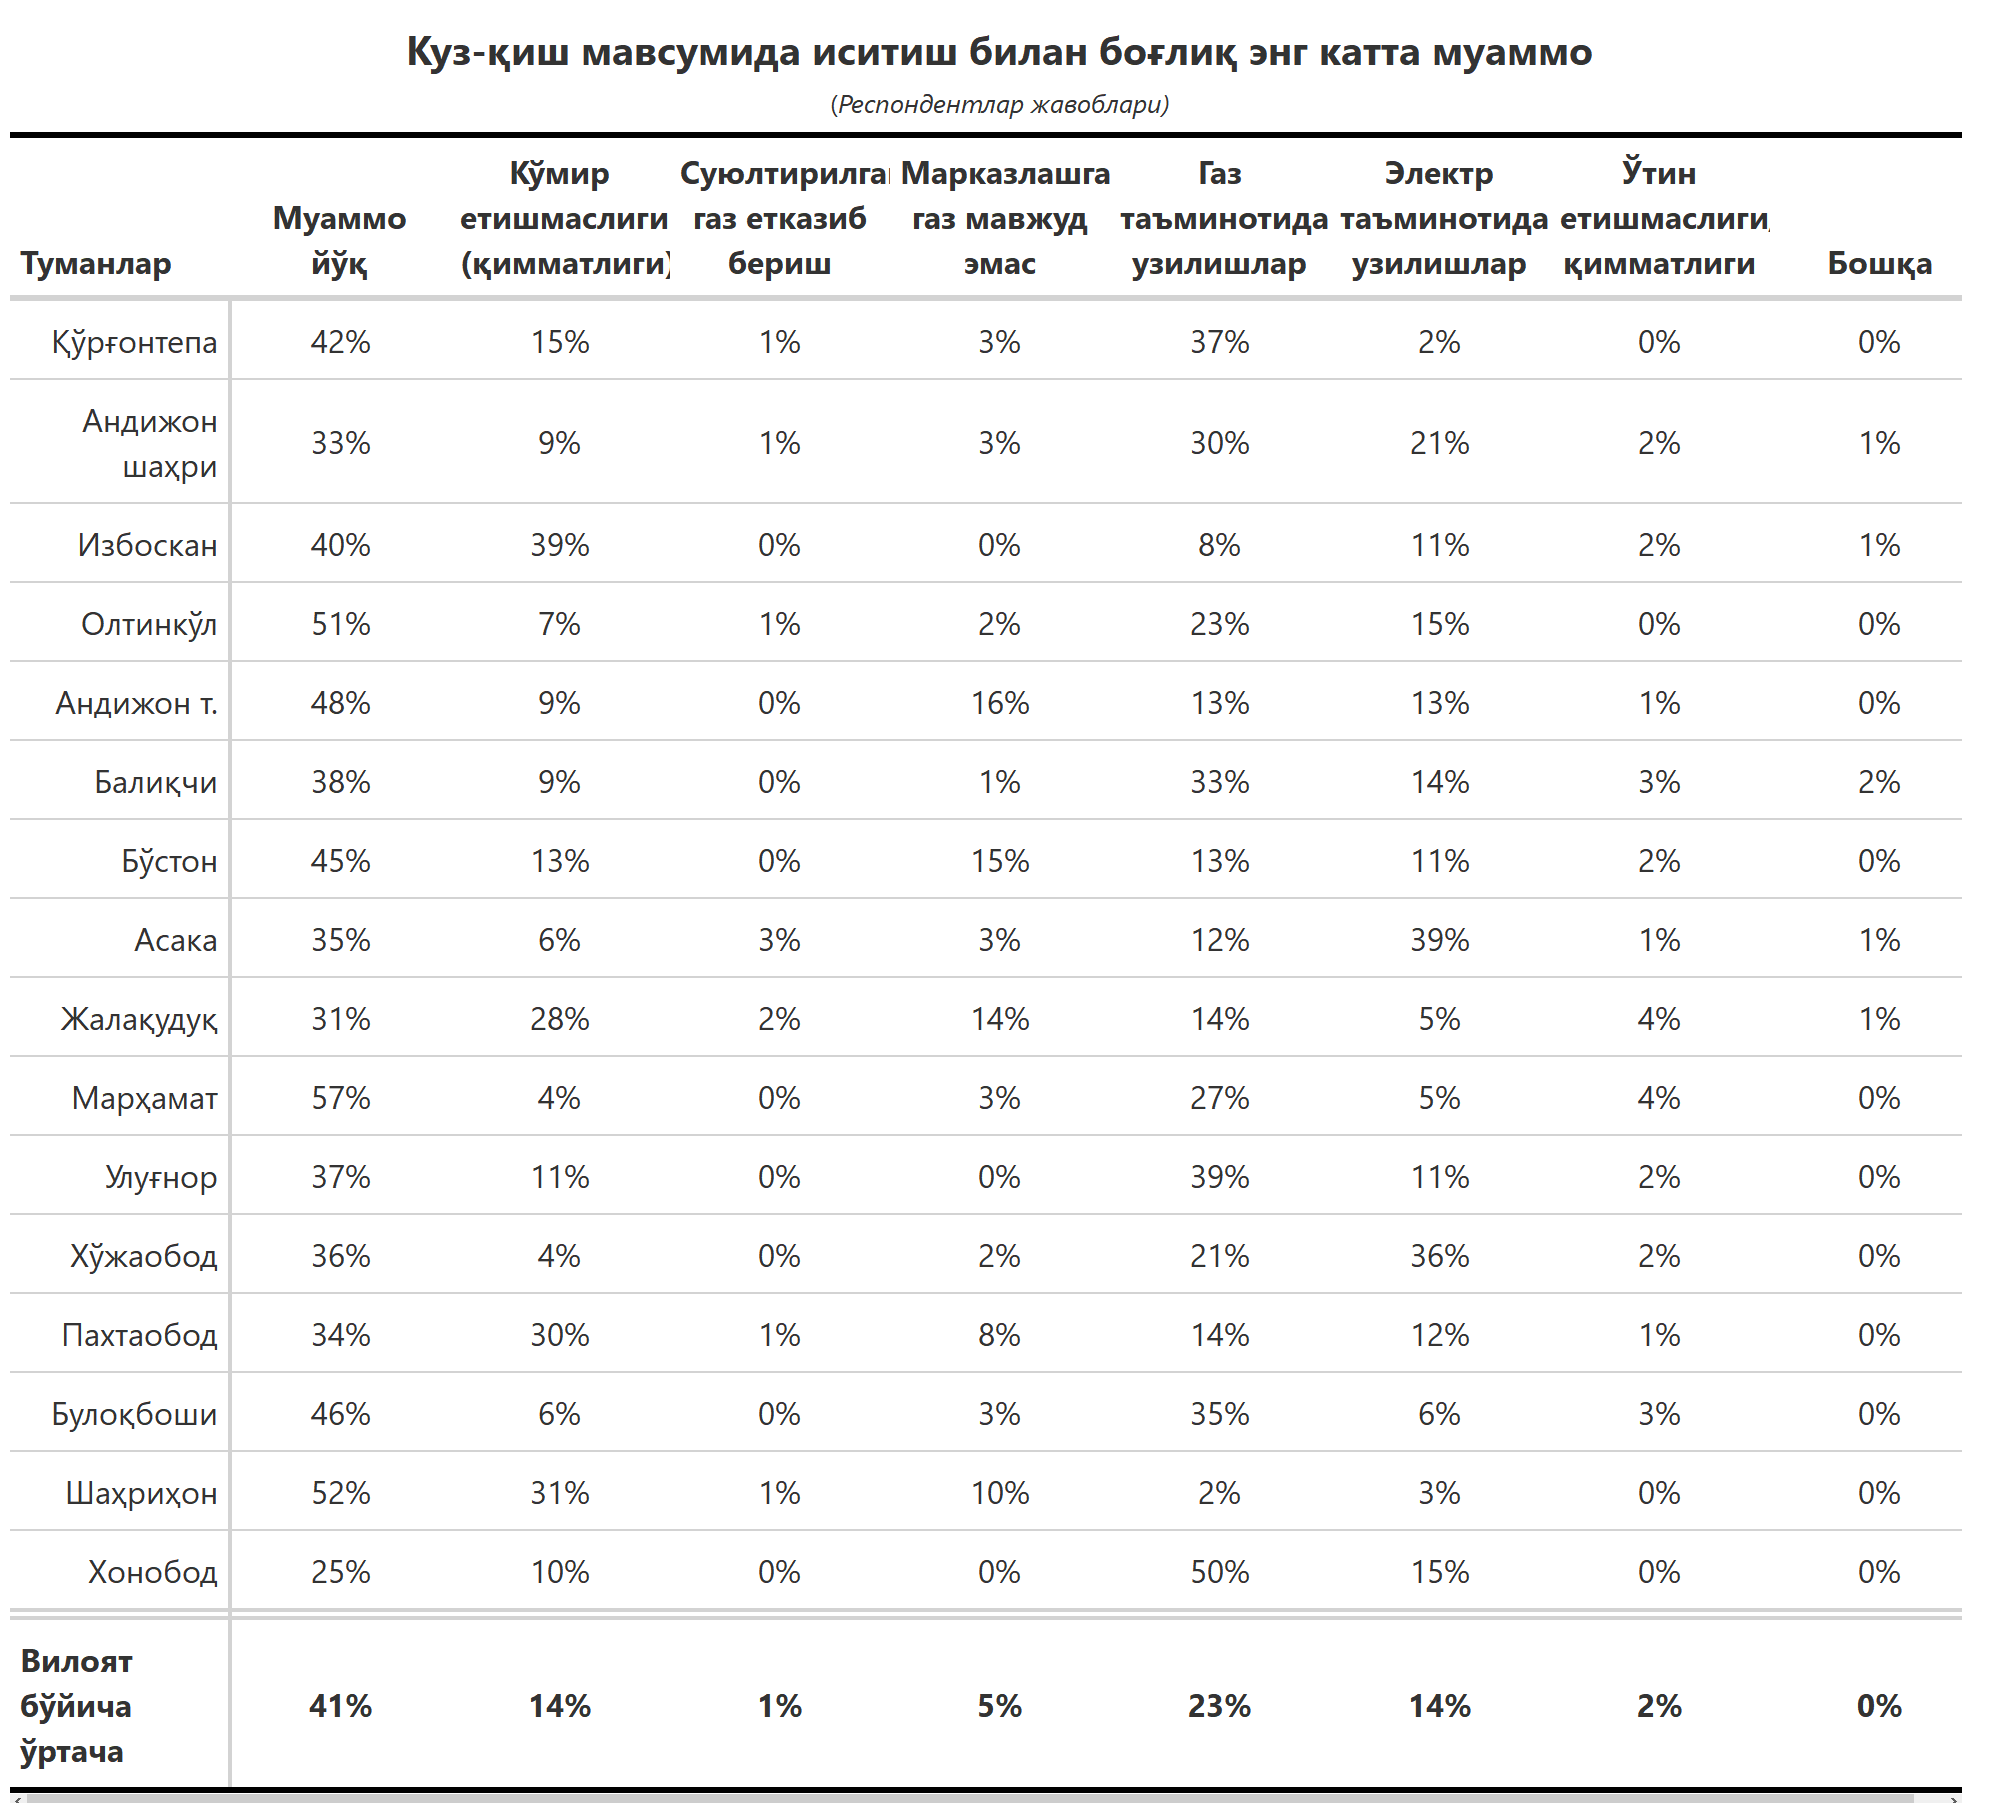 Куз-қиш мавсумида иситиш билан боғлиқ энг катта муаммо
(Респондентлар жавоблари)
Туманлар Муаммо йўқ Кўмир етишмаслиги (қимматлиги) Суюлтирилга газ етказиб бериш Марказлашга газ мавжуд эмас Газ таъминотида узилишлар Электр таъминотида узилишлар Ўтин етишмаслиги, қимматлиги Бошқа
Қўрғонтепа 42% 15% 1% 3% 37% 2% 0% 0%
Андижон шаҳри 33% 9% 1% 3% 30% 21% 2% 1%
Избоскан 40% 39% 0% 0% 8% 11% 2% 1%
Олтинкўл 51% 7% 1% 2% 23% 15% 0% 0%
Андижон т. 48% 9% 0% 16% 13% 13% 1% 0%
Балиқчи 38% 9% 0% 1% 33% 14% 3% 2%
Бўстон 45% 13% 0% 15% 13% 11% 2% 0%
Асака 35% 6% 3% 3% 12% 39% 1% 1%
Жалақудуқ 31% 28% 2% 14% 14% 5% 4% 1%
Марҳамат 57% 4% 0% 3% 27% 5% 4% 0%
Улуғнор 37% 11% 0% 0% 39% 11% 2% 0%
Хўжаобод 36% 4% 0% 2% 21% 36% 2% 0%
Пахтаобод 34% 30% 1% 8% 14% 12% 1% 0%
Булоқбоши 46% 6% 0% 3% 35% 6% 3% 0%
Шаҳриҳон 52% 31% 1% 10% 2% 3% 0% 0%
Хонобод 25% 10% 0% 0% 50% 15% 0% 0%
Вилоят бўйича ўртача 41% 14% 1% 5% 23% 14% 2% 0%